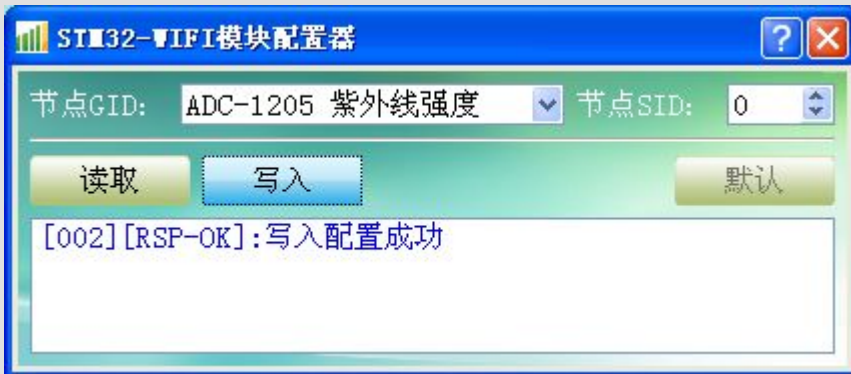 STM32-WIFI模块配置器
节点GID: ADC-1205 紫外线强度 节点SID: 0
读取 写入 默认
[002][RSP-OK]:写入配置成功